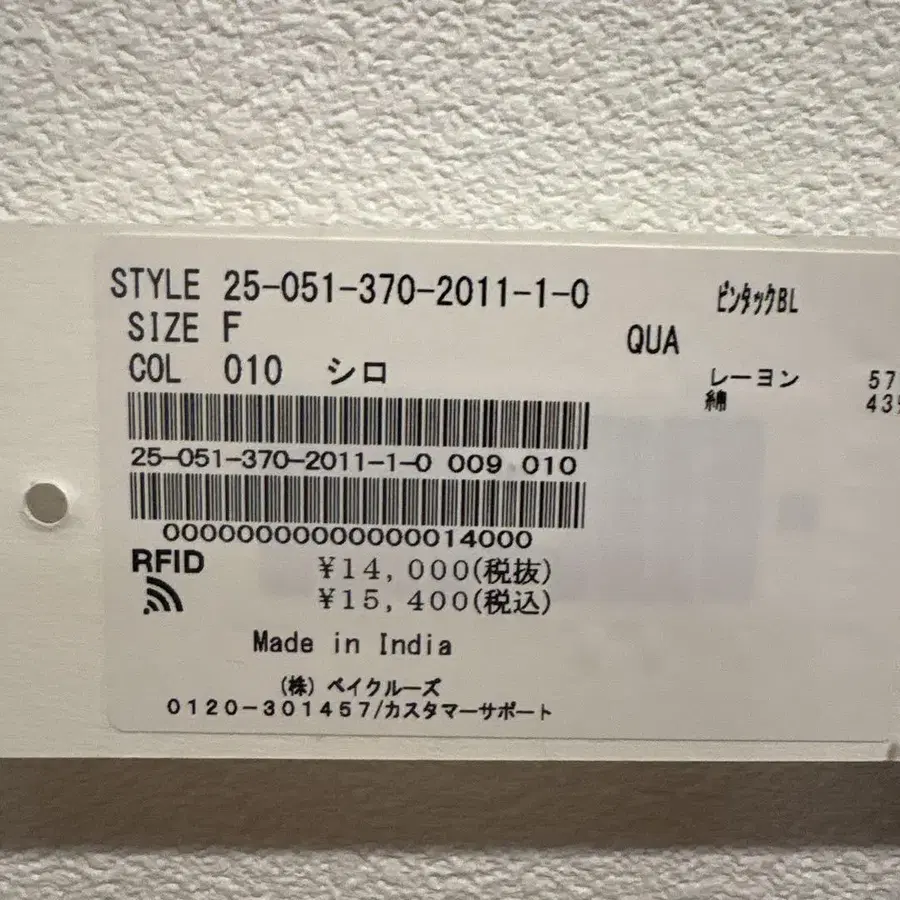 STYLE 25-051-370-2011-1-0 ピンタックBL
SIZE F
QUA
COL 010 シロ
レーヨン 57
綿 43
25-051-370-2011-1-0 009 010
00000000000000014000
RFID
¥14,000(税抜)
¥15,400(税込)
Made in India
(株) ベイクルーズ
0120-301457/カスタマーサポート